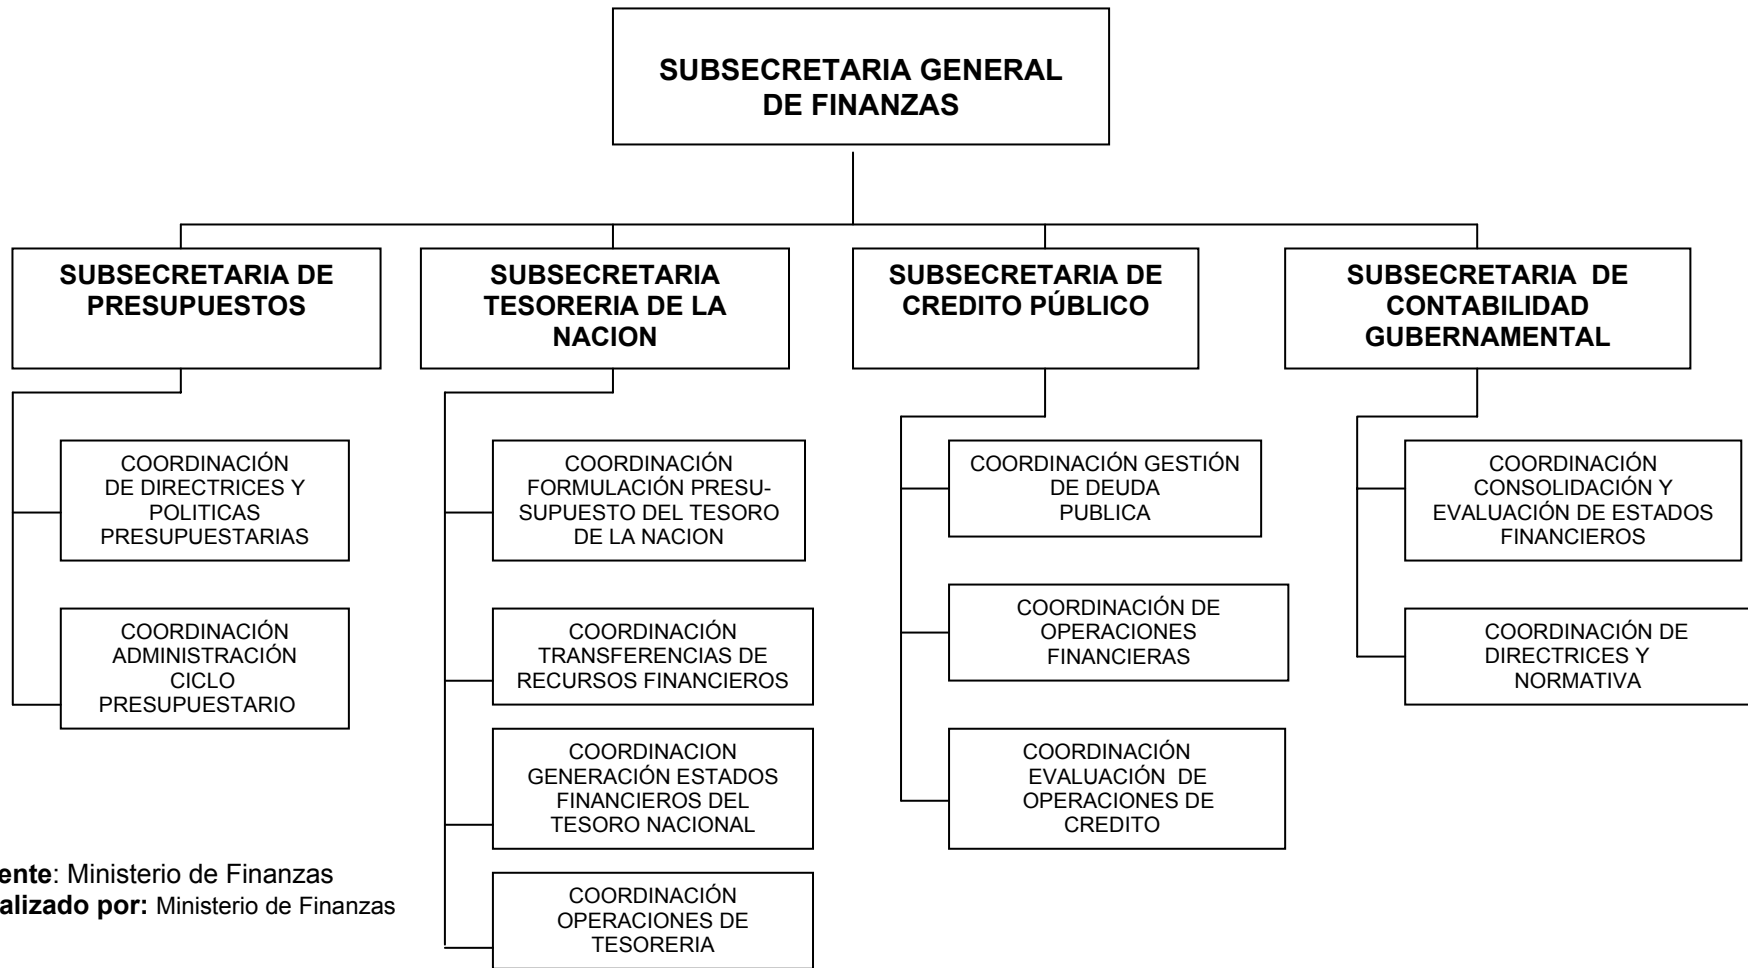 SUBSECRETARIA GENERAL
DE FINANZAS
SUBSECRETARIA DE
PRESUPUESTOS
SUBSECRETARIA
TESORERIA DE LA
NACION
SUBSECRETARIA DE
CREDITO PÚBLICO
SUBSECRETARIA DE
CONTABILIDAD
GUBERNAMENTAL
COORDINACIÓN
DE DIRECTRICES Y
POLITICAS
PRESUPUESTARIAS
COORDINACIÓN
ADMINISTRACIÓN
CICLO
PRESUPUESTARIO
COORDINACIÓN
FORMULACIÓN PRESU-
SUPUESTO DEL TESORO
DE LA NACION
COORDINACIÓN
TRANSFERENCIAS DE
RECURSOS FINANCIEROS
COORDINACION
GENERACIÓN ESTADOS
FINANCIEROS DEL
TESORO NACIONAL
COORDINACIÓN
OPERACIONES DE
TESORERIA
COORDINACIÓN GESTIÓN
DE DEUDA
PUBLICA
COORDINACIÓN DE
OPERACIONES
FINANCIERAS
COORDINACIÓN
EVALUACIÓN DE
OPERACIONES DE
CREDITO
COORDINACIÓN
CONSOLIDACIÓN Y
EVALUACIÓN DE ESTADOS
FINANCIEROS
COORDINACIÓN DE
DIRECTRICES Y
NORMATIVA
ente: Ministerio de Finanzas
alizado por: Ministerio de Finanzas